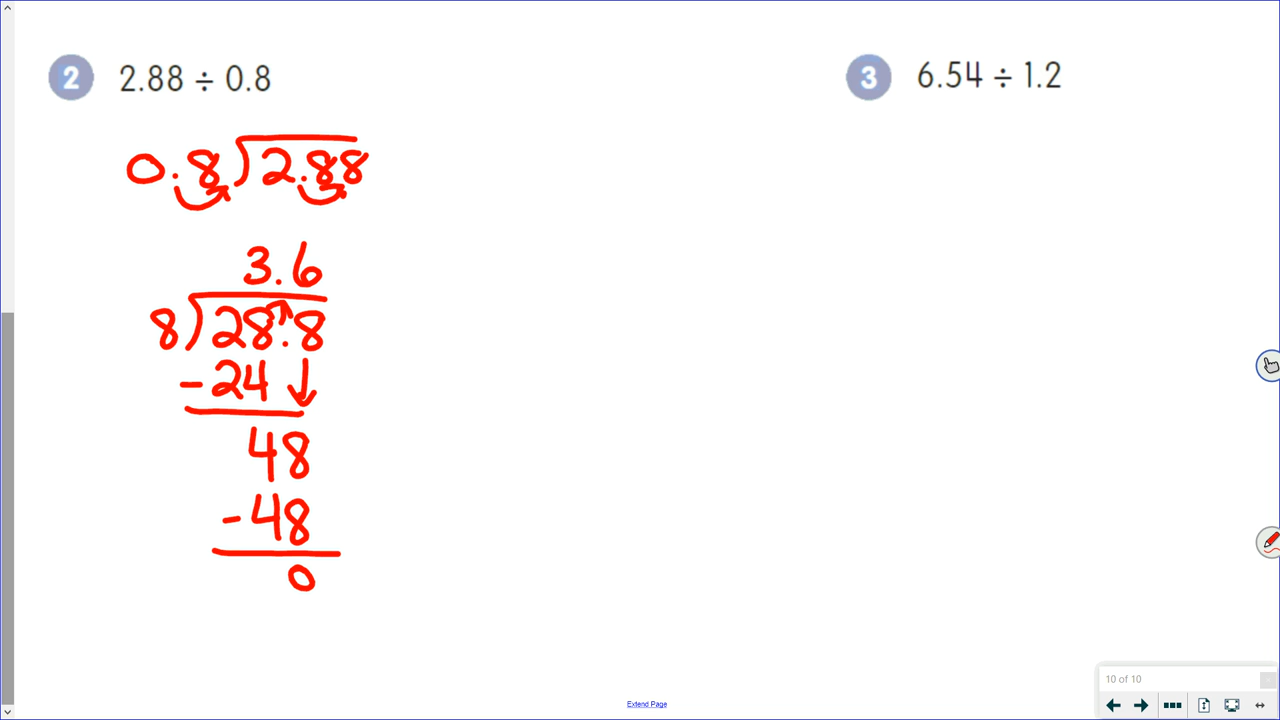 2 2.88 ÷ 0.8
0.8)2.88
3.6
8)28.8
-24
48
-48
0
3 6.54 ÷ 1.2
Extend Page
10 of 10